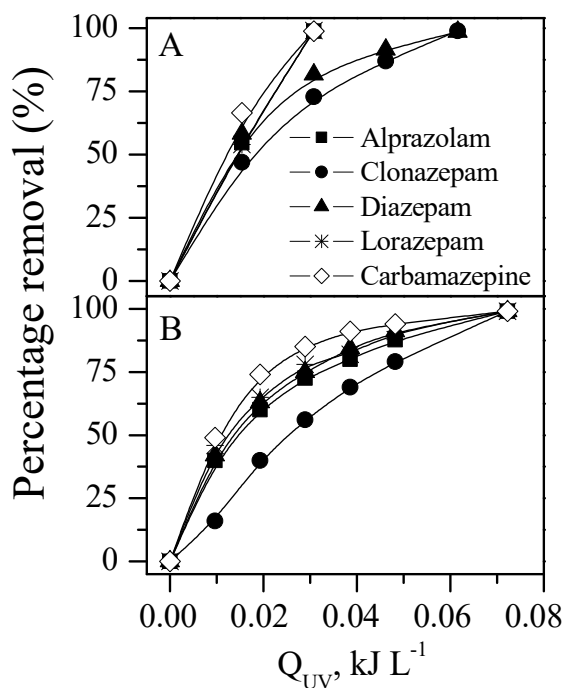 Percentage removal (%)
A
100
75
50
25
0
Alprazolam
Clonazepam
Diazepam
Lorazepam
Carbamazepine
B
100
75
50
25
0
0.00 0.02 0.04 0.06 0.08
Q_UV, kJ L⁻¹